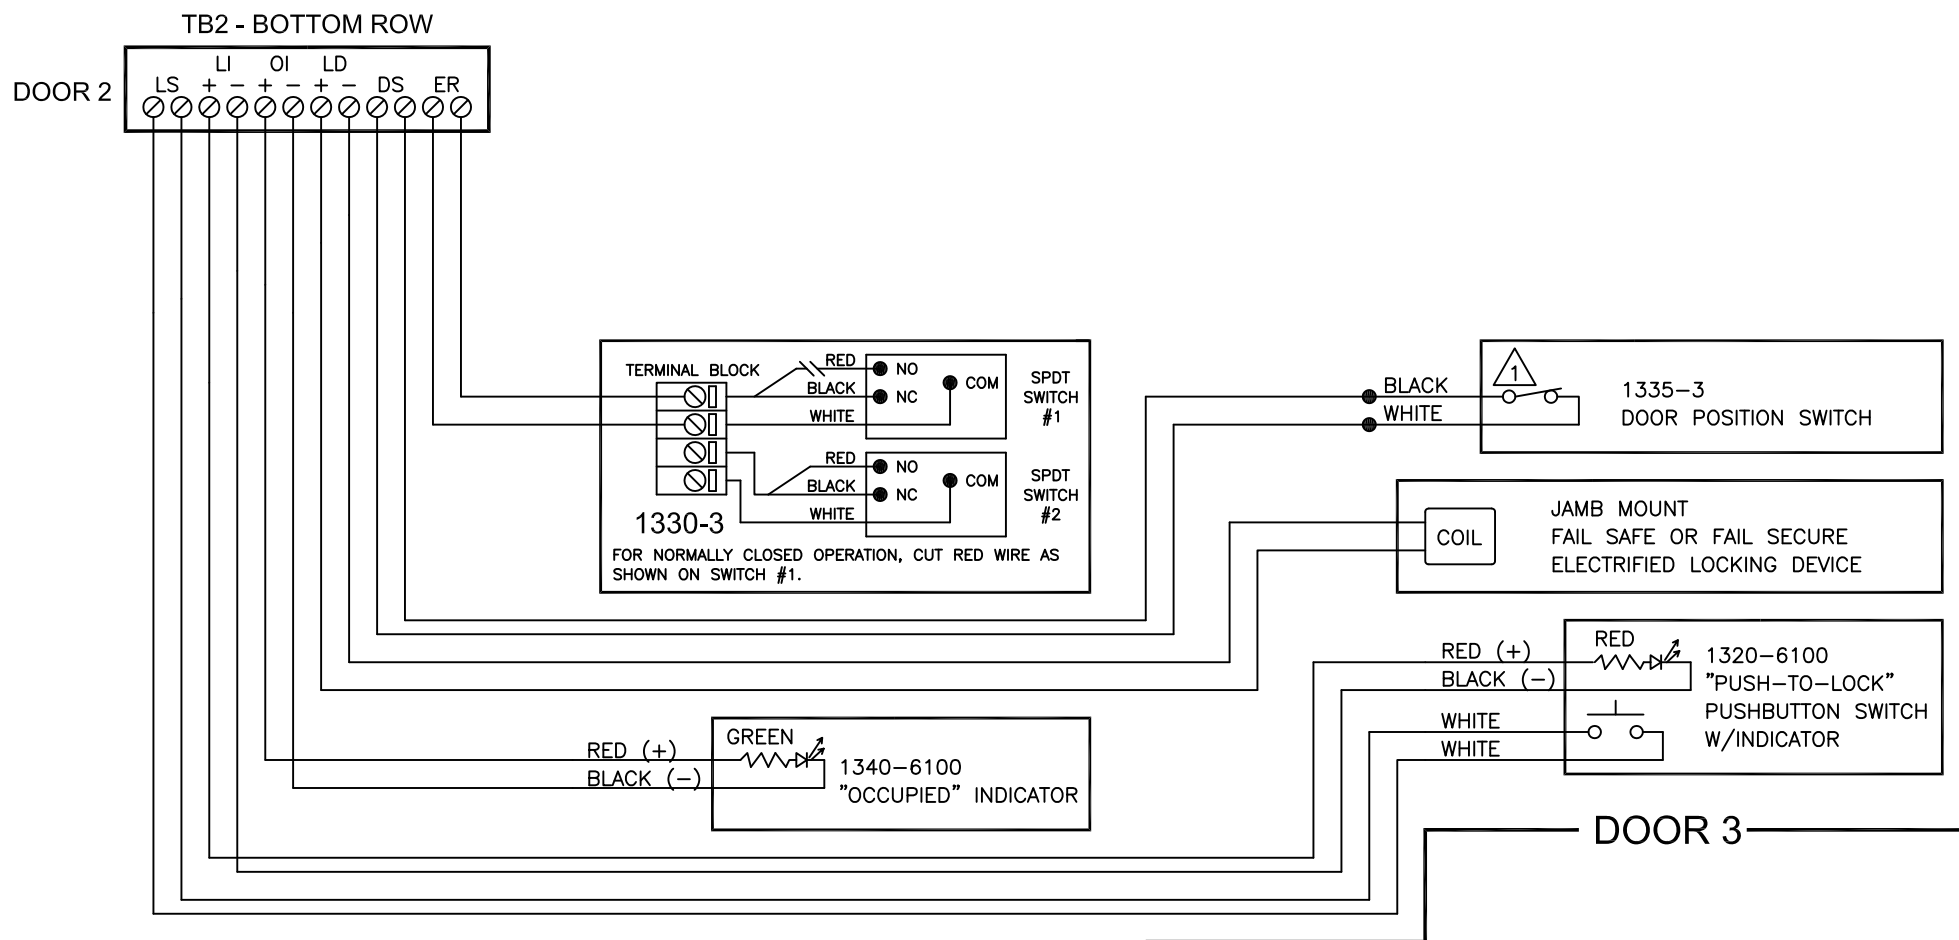 TB2 - BOTTOM ROW
DOOR 2
LI OI LD
LS + − + − + − DS ER
TERMINAL BLOCK
RED
NO
BLACK
NC
COM
WHITE
SPDT
SWITCH
#1
RED
NO
BLACK
NC
COM
WHITE
SPDT
SWITCH
#2
1330-3
FOR NORMALLY CLOSED OPERATION, CUT RED WIRE AS
SHOWN ON SWITCH #1.
BLACK
WHITE
1
1335-3
DOOR POSITION SWITCH
COIL
JAMB MOUNT
FAIL SAFE OR FAIL SECURE
ELECTRIFIED LOCKING DEVICE
RED (+)
BLACK (−)
WHITE
WHITE
RED
1320-6100
"PUSH-TO-LOCK"
PUSHBUTTON SWITCH
W/INDICATOR
RED (+)
BLACK (−)
GREEN
1340-6100
"OCCUPIED" INDICATOR
DOOR 3